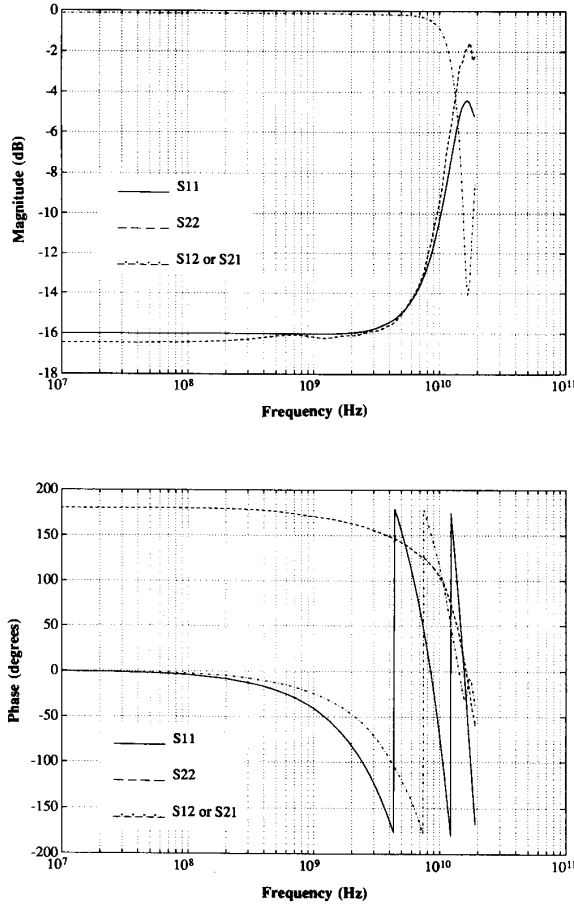 0
-2
-4
-6
-8
-10
-12
-14
-16
-18
Magnitude (dB)
S11
S22
S12 or S21
10^7
10^8
10^9
10^10
10^11
Frequency (Hz)
200
150
100
50
0
-50
-100
-150
-200
Phase (degrees)
S11
S22
S12 or S21
10^7
10^8
10^9
10^10
10^11
Frequency (Hz)